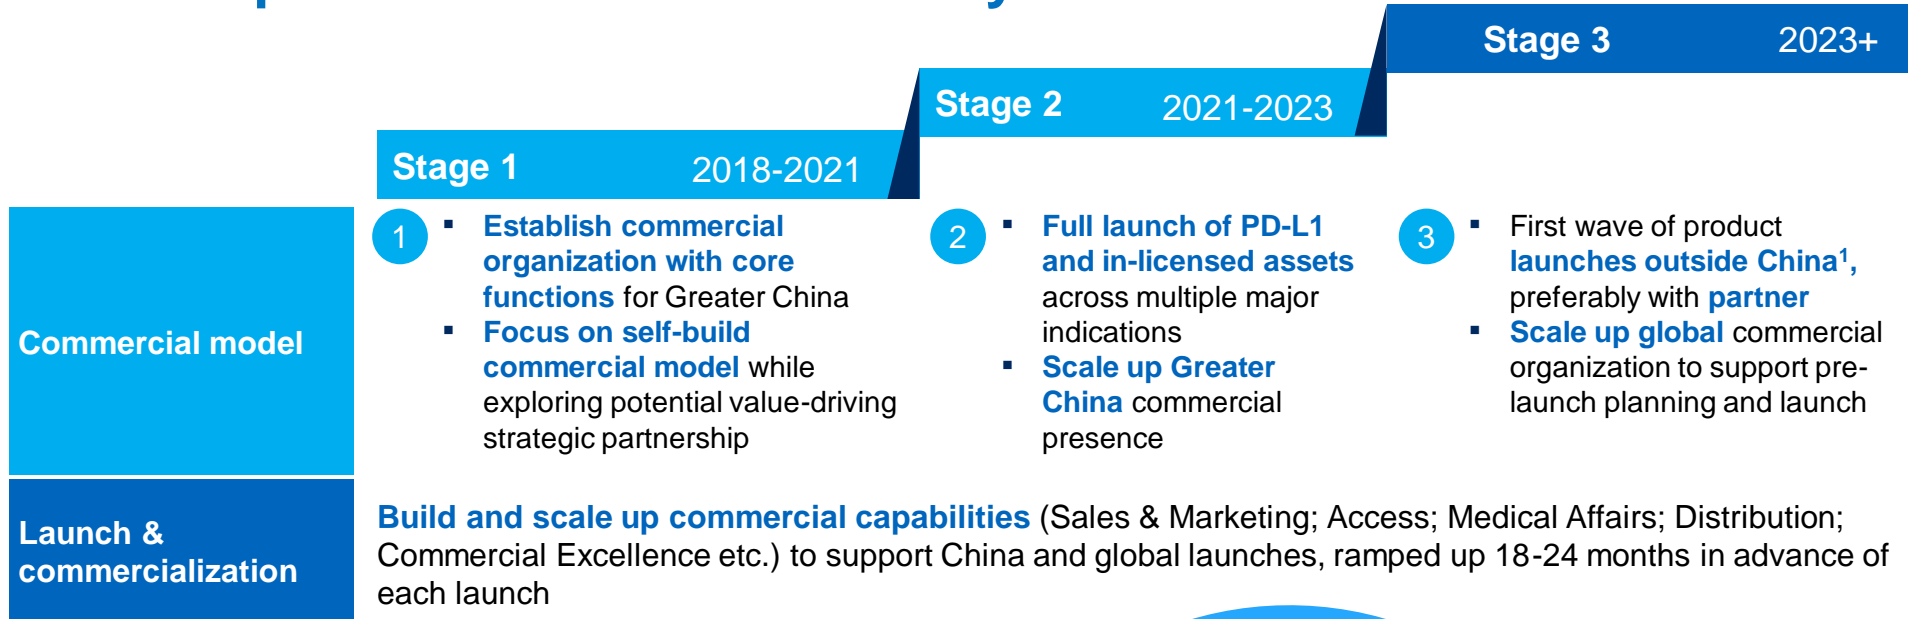 Stage 3 2023+
Stage 2 2021-2023
Stage 1 2018-2021
Commercial model
1
▪ Establish commercial
organization with core
functions for Greater China
▪ Focus on self-build
commercial model while
exploring potential value-driving
strategic partnership
2
▪ Full launch of PD-L1
and in-licensed assets
across multiple major
indications
▪ Scale up Greater
China commercial
presence
3
▪ First wave of product
launches outside China¹,
preferably with partner
▪ Scale up global commercial
organization to support pre-
launch planning and launch
Launch &
commercialization
Build and scale up commercial capabilities (Sales & Marketing; Access; Medical Affairs; Distribution;
Commercial Excellence etc.) to support China and global launches, ramped up 18-24 months in advance of
each launch